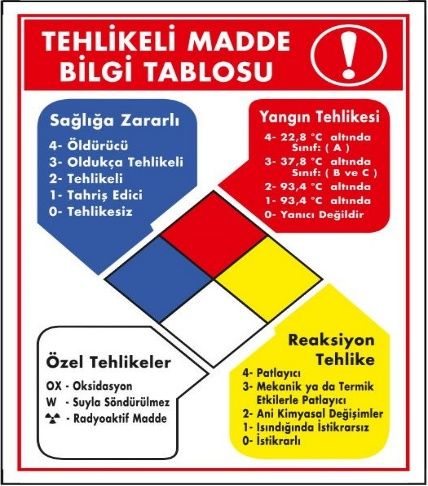 TEHLİKELİ MADDE
BİLGİ TABLOSU
!
Sağlığa Zararlı
4- Öldürücü
3- Oldukça Tehlikeli
2- Tehlikeli
1- Tahriş Edici
0- Tehlikesiz
Yangın Tehlikesi
4- 22,8 °C altında
Sınıf: ( A )
3- 37,8 °C altında
Sınıf: ( B ve C )
2- 93,4 °C altında
1- 93,4 °C altında
0- Yanıcı Değildir
Özel Tehlikeler
OX - Oksidasyon
W - Suyla Söndürülmez
- Radyoaktif Madde
Reaksiyon
Tehlike
4- Patlayıcı
3- Mekanik ya da Termik
Etkilerle Patlayıcı
2- Ani Kimyasal Değişimler
1- Isındığında İstikrarsız
0- İstikrarlı